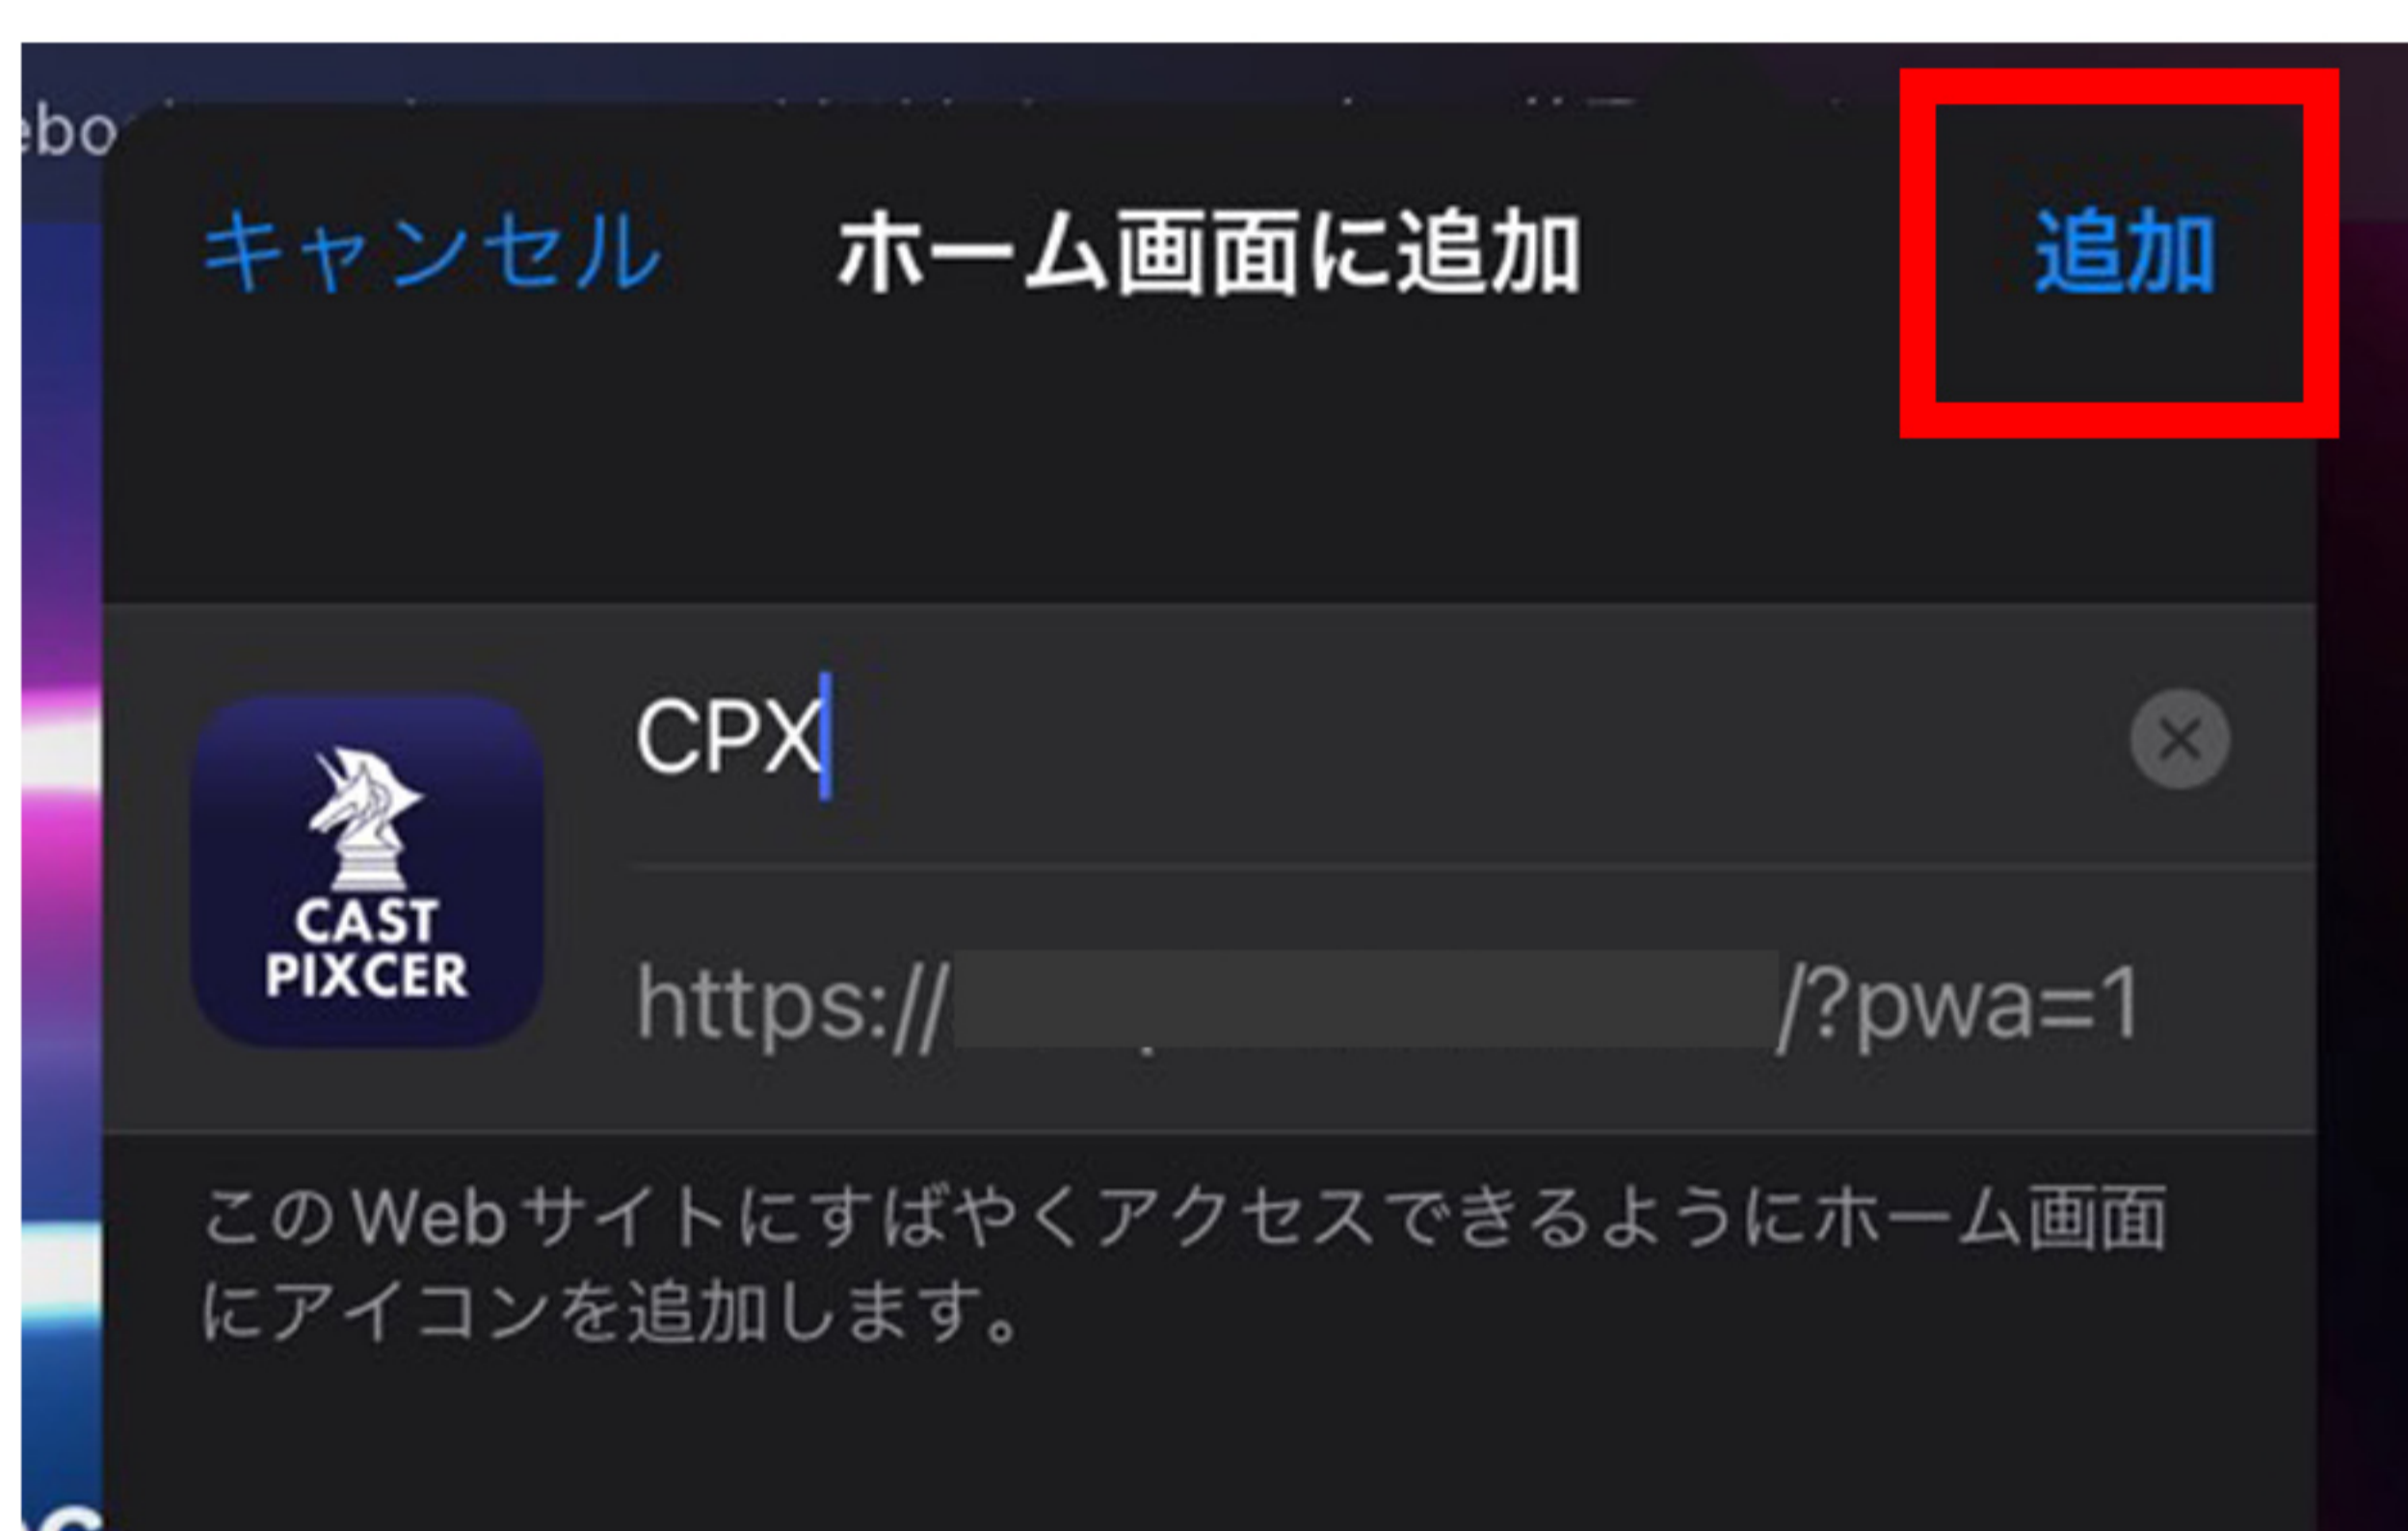 ebo
キャンセル ホーム画面に追加 追加
CPX
CAST
PIXCER
https:// /?pwa=1
このWebサイトにすばやくアクセスできるようにホーム画面
にアイコンを追加します。